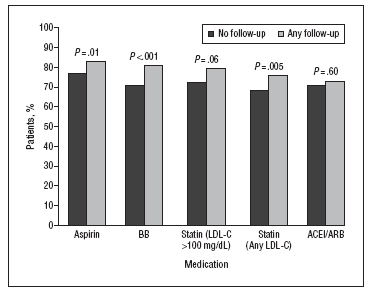 No follow-up Any follow-up
100
90
80
70
60
50
40
30
20
10
0
Patients, %
P=.01
P<.001
P=.06
P=.005
P=.60
Aspirin BB Statin (LDL-C Statin ACEI/ARB
>100 mg/dL) (Any LDL-C)
Medication